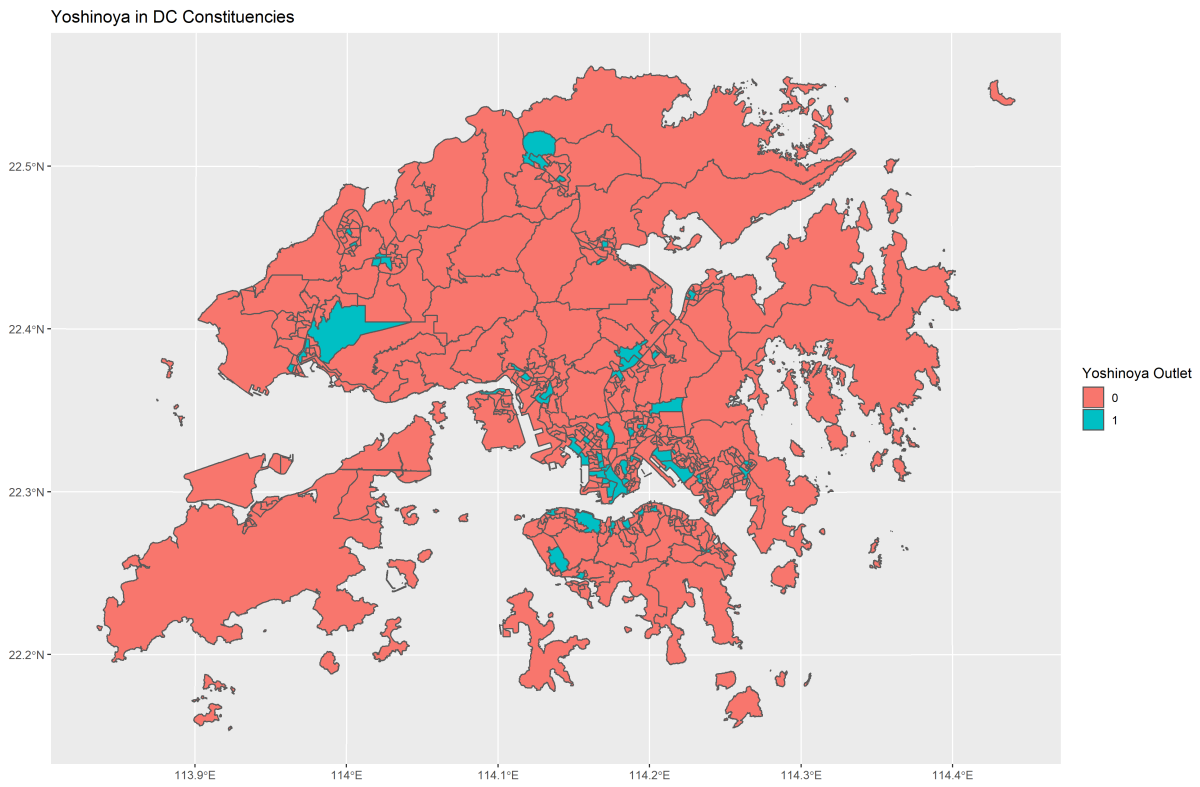 Yoshinoya in DC Constituencies
22.5°N
22.4°N
22.3°N
22.2°N
113.9°E
114°E
114.1°E
114.2°E
114.3°E
114.4°E
Yoshinoya Outlet
0
1